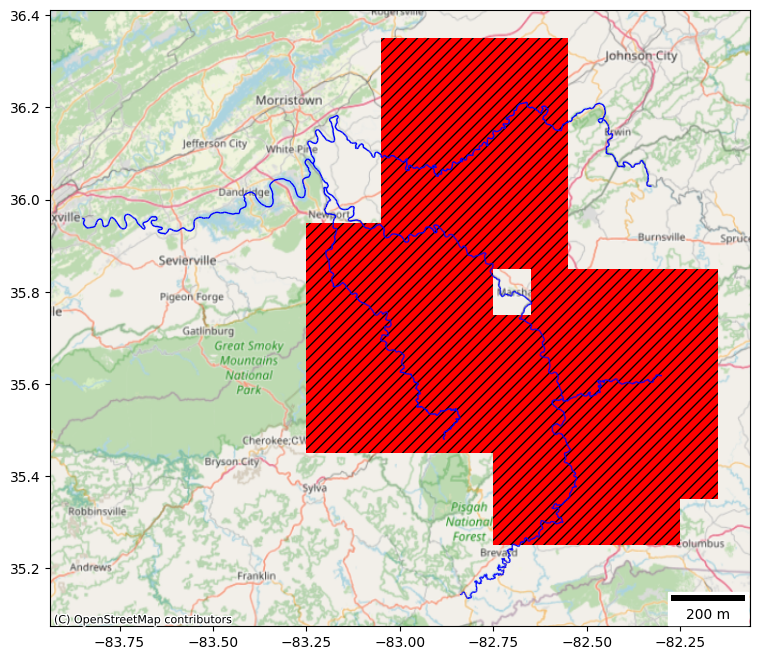 36.4
36.2
36.0
35.8
35.6
35.4
35.2
Rogersville
Johnson City
Morristown
Jefferson City
White Pine
Erwin
Dandridge
xville
Newport
Burnsville
Spruce
Sevierville
Pigeon Forge
Marsha
lle
Gatlinburg
Great Smoky
Mountains
National
Park
Cherokee;
Bryson City
Sylva
Robbinsville
Pisgah
National
Forest
Brevard
Columbus
Andrews
Franklin
200 m
(C) OpenStreetMap contributors
−83.75 −83.50 −83.25 −83.00 −82.75 −82.50 −82.25